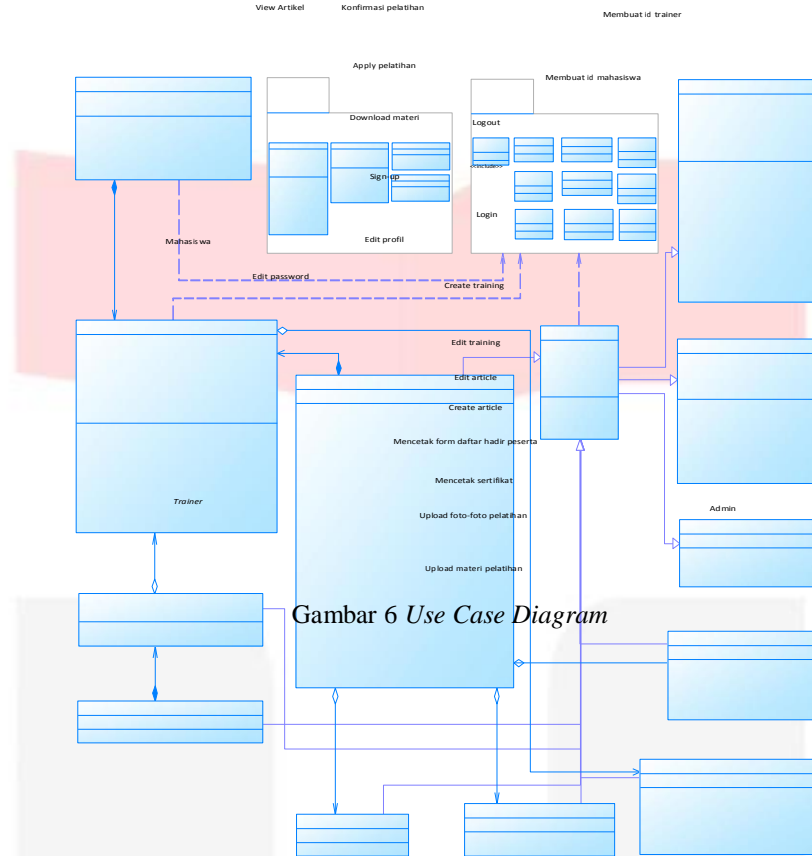 View Artikel
Konfirmasi pelatihan
Membuat id trainer
Apply pelatihan
Membuat id mahasiswa
Download materi
Logout
<<include>>
Sign-up
Login
Mahasiswa
Edit profil
Edit password
Create training
Edit training
Edit article
Create article
Mencetak form daftar hadir peserta
Mencetak sertifikat
Trainer
Admin
Upload foto-foto pelatihan
Upload materi pelatihan
Gambar 6 Use Case Diagram